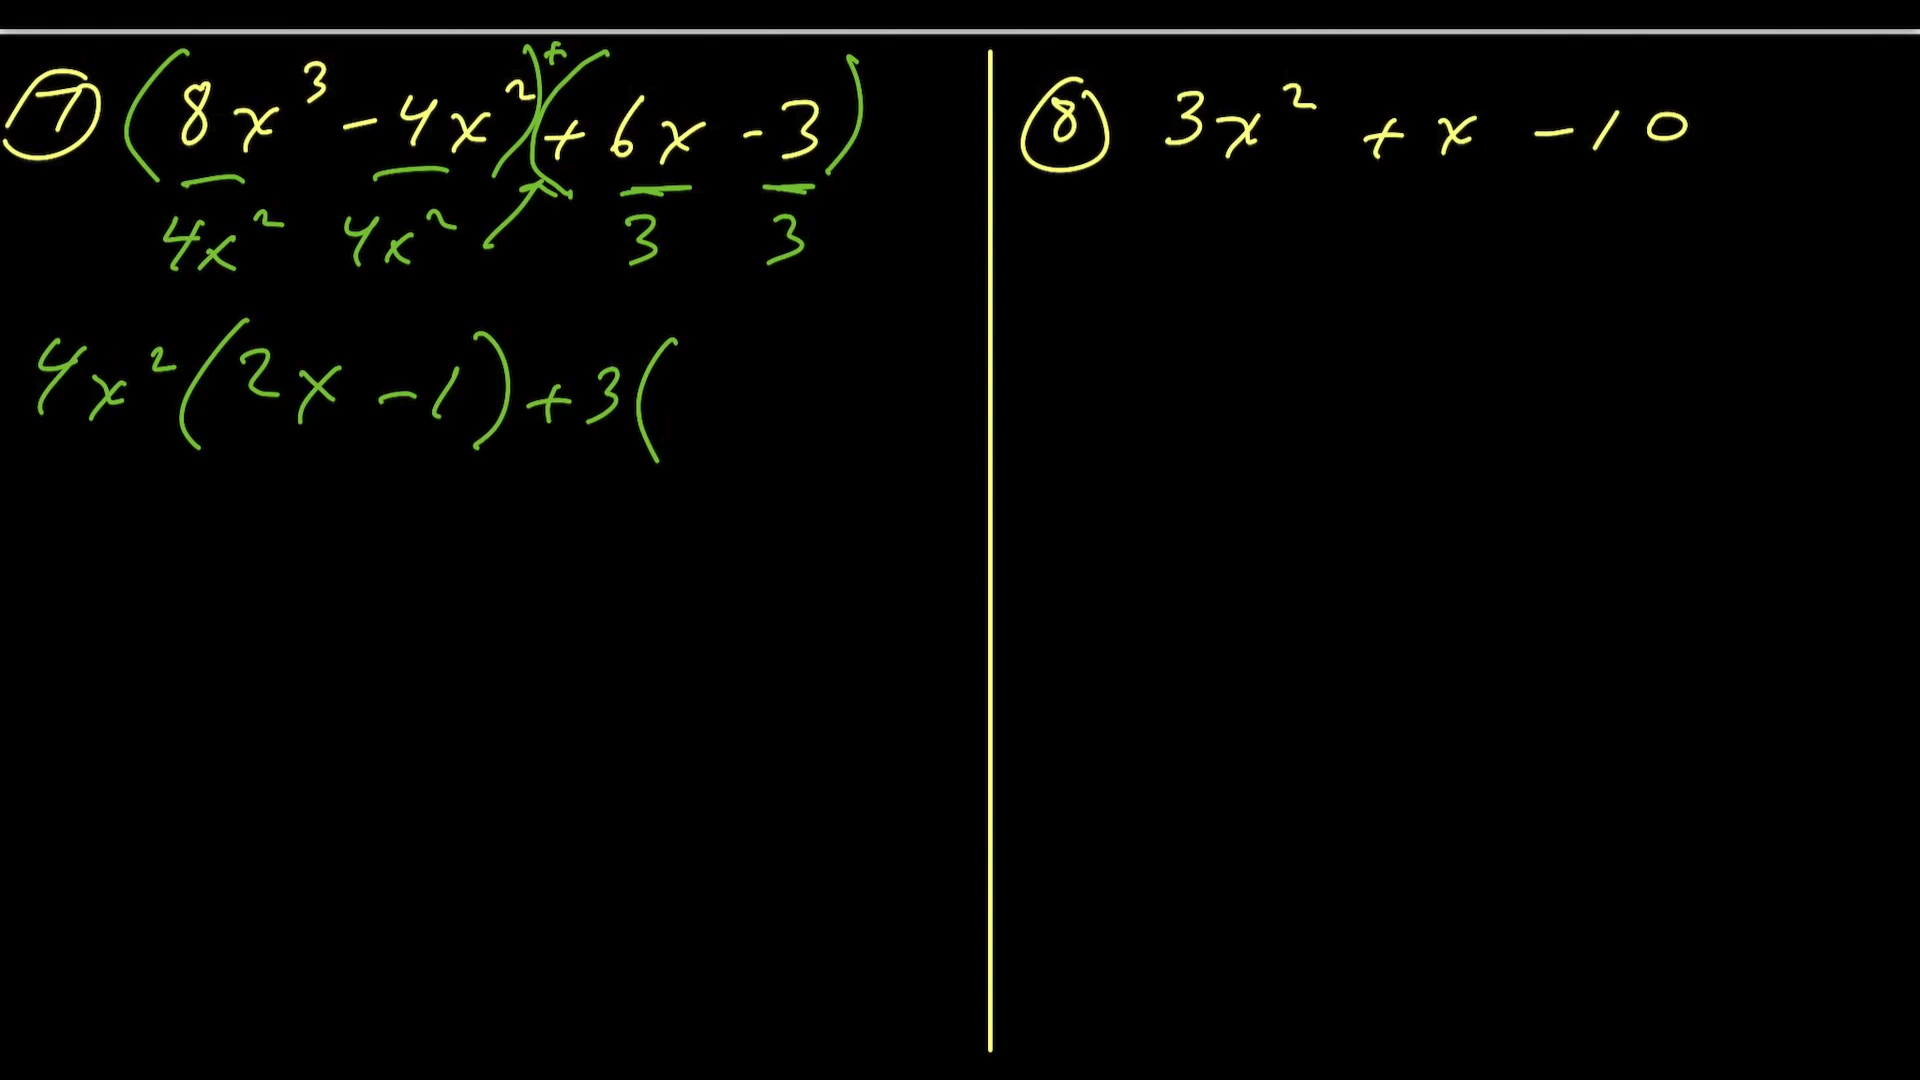 ⑦ (8x³ - 4x²)+(+6x - 3)
4x² 4x² 3 3
4x²(2x - 1) + 3(
⑧ 3x² + x - 10